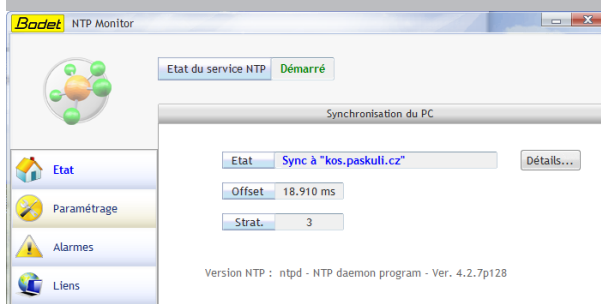 Bodet NTP Monitor
Etat du service NTP Démarré
Synchronisation du PC
Etat Sync à "kos.paskuli.cz" Détails...
Offset 18.910 ms
Strat. 3
Version NTP : ntpd - NTP daemon program - Ver. 4.2.7p128
Etat
Paramétrage
Alarmes
Liens